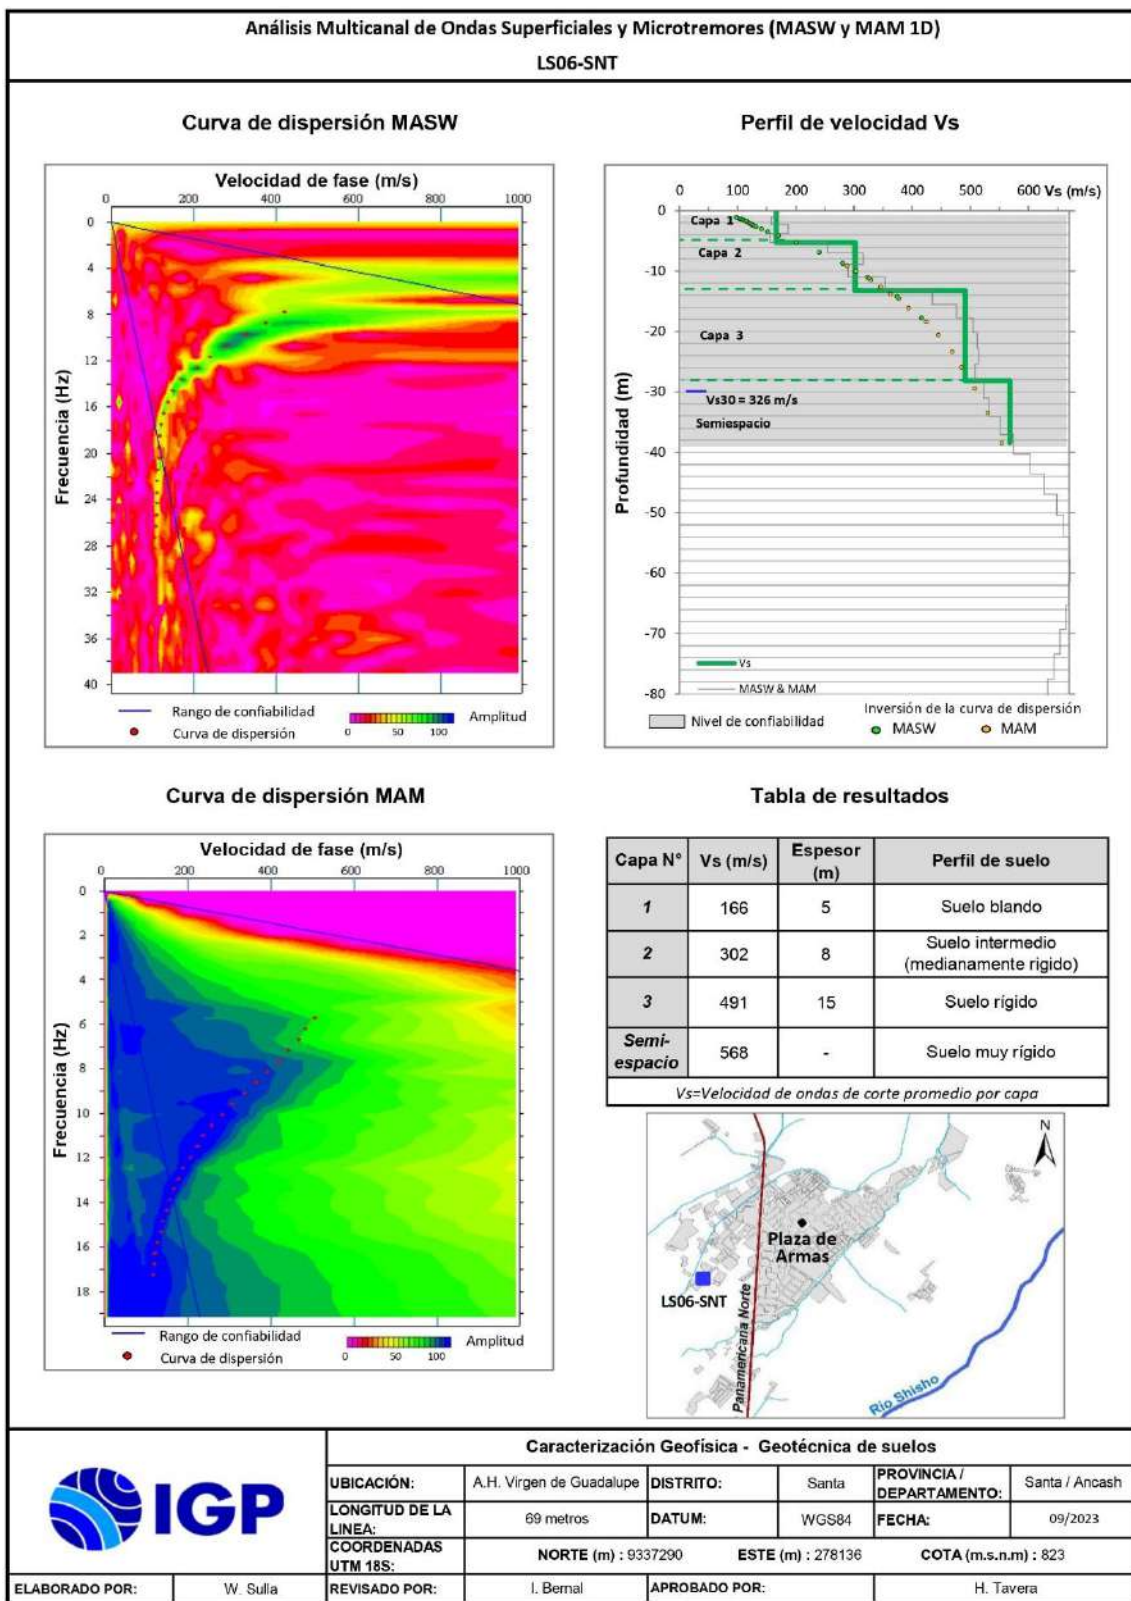 Análisis Multicanal de Ondas Superficiales y Microtremores (MASW y MAM 1D)
LS06-SNT
Curva de dispersión MASW
Velocidad de fase (m/s)
0 200 400 600 800 1000
Frecuencia (Hz)
0
4
8
12
16
20
24
28
32
36
40
Rango de confiabilidad
Curva de dispersión
Amplitud
0 50 100
Perfil de velocidad Vs
0 100 200 300 400 500 600 Vs (m/s)
Profundidad (m)
0
-10
-20
-30
-40
-50
-60
-70
-80
Capa 1
Capa 2
Capa 3
Vs30 = 326 m/s
Semiespacio
Vs
MASW & MAM
Nivel de confiabilidad
Inversión de la curva de dispersión
MASW MAM
Curva de dispersión MAM
Velocidad de fase (m/s)
0 200 400 600 800 1000
Frecuencia (Hz)
0
2
4
6
8
10
12
14
16
18
Rango de confiabilidad
Curva de dispersión
Amplitud
0 50 100
Tabla de resultados
Capa N° Vs (m/s) Espesor (m) Perfil de suelo
1 166 5 Suelo blando
2 302 8 Suelo intermedio (medianamente rigido)
3 491 15 Suelo rígido
Semi-espacio 568 - Suelo muy rígido
Vs=Velocidad de ondas de corte promedio por capa
N
Plaza de
Armas
LS06-SNT
Panamericana Norte
Rio Shisho
IGP
Caracterización Geofísica - Geotécnica de suelos
UBICACIÓN: A.H. Virgen de Guadalupe DISTRITO: Santa PROVINCIA / DEPARTAMENTO: Santa / Ancash
LONGITUD DE LA LINEA: 69 metros DATUM: WGS84 FECHA: 09/2023
COORDENADAS UTM 18S: NORTE (m) : 9337290 ESTE (m) : 278136 COTA (m.s.n.m) : 823
ELABORADO POR: W. Sulla REVISADO POR: I. Bernal APROBADO POR: H. Tavera